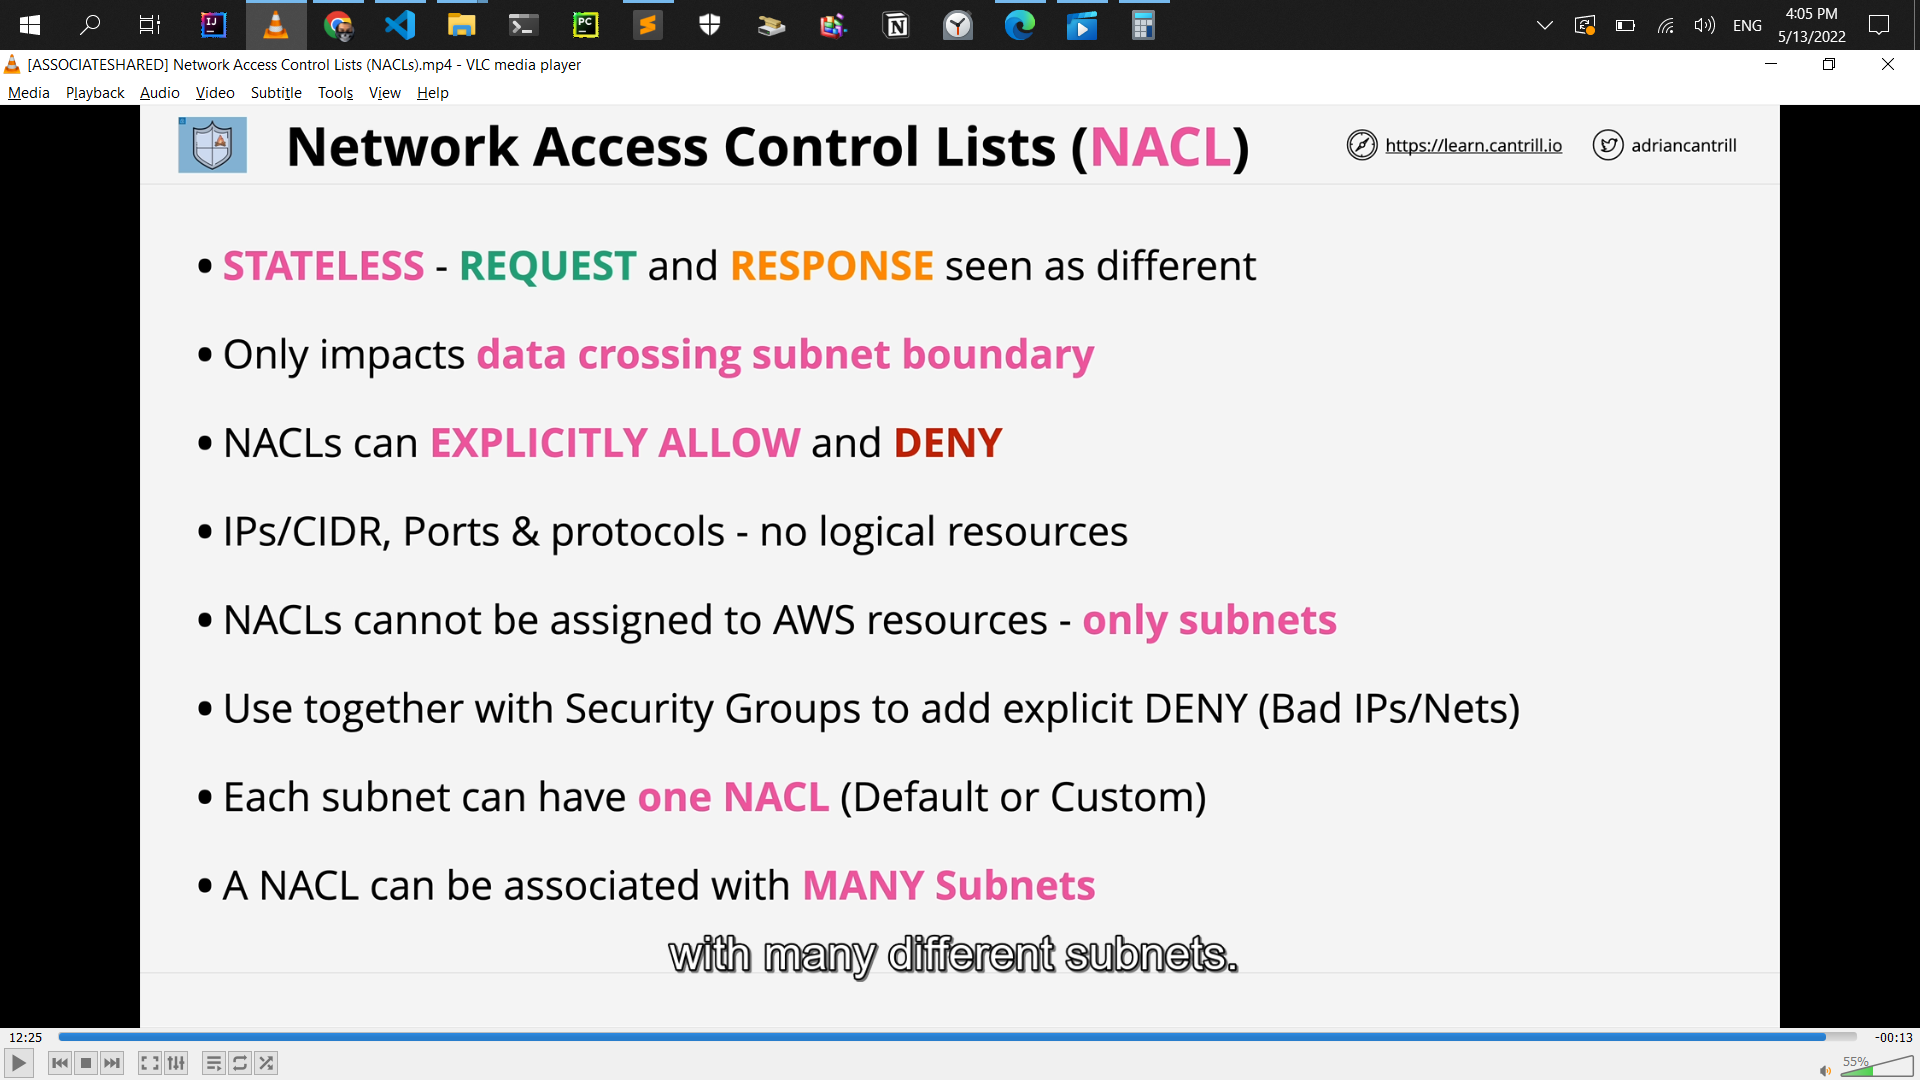 ENG
4:05 PM
5/13/2022
[ASSOCIATESHARED] Network Access Control Lists (NACLs).mp4 - VLC media player
Media Playback Audio Video Subtitle Tools View Help
Network Access Control Lists (NACL)
https://learn.cantrill.io
adriancantrill
• STATELESS - REQUEST and RESPONSE seen as different
• Only impacts data crossing subnet boundary
• NACLs can EXPLICITLY ALLOW and DENY
• IPs/CIDR, Ports & protocols - no logical resources
• NACLs cannot be assigned to AWS resources - only subnets
• Use together with Security Groups to add explicit DENY (Bad IPs/Nets)
• Each subnet can have one NACL (Default or Custom)
• A NACL can be associated with MANY Subnets
with many different subnets.
12:25
-00:13
55%